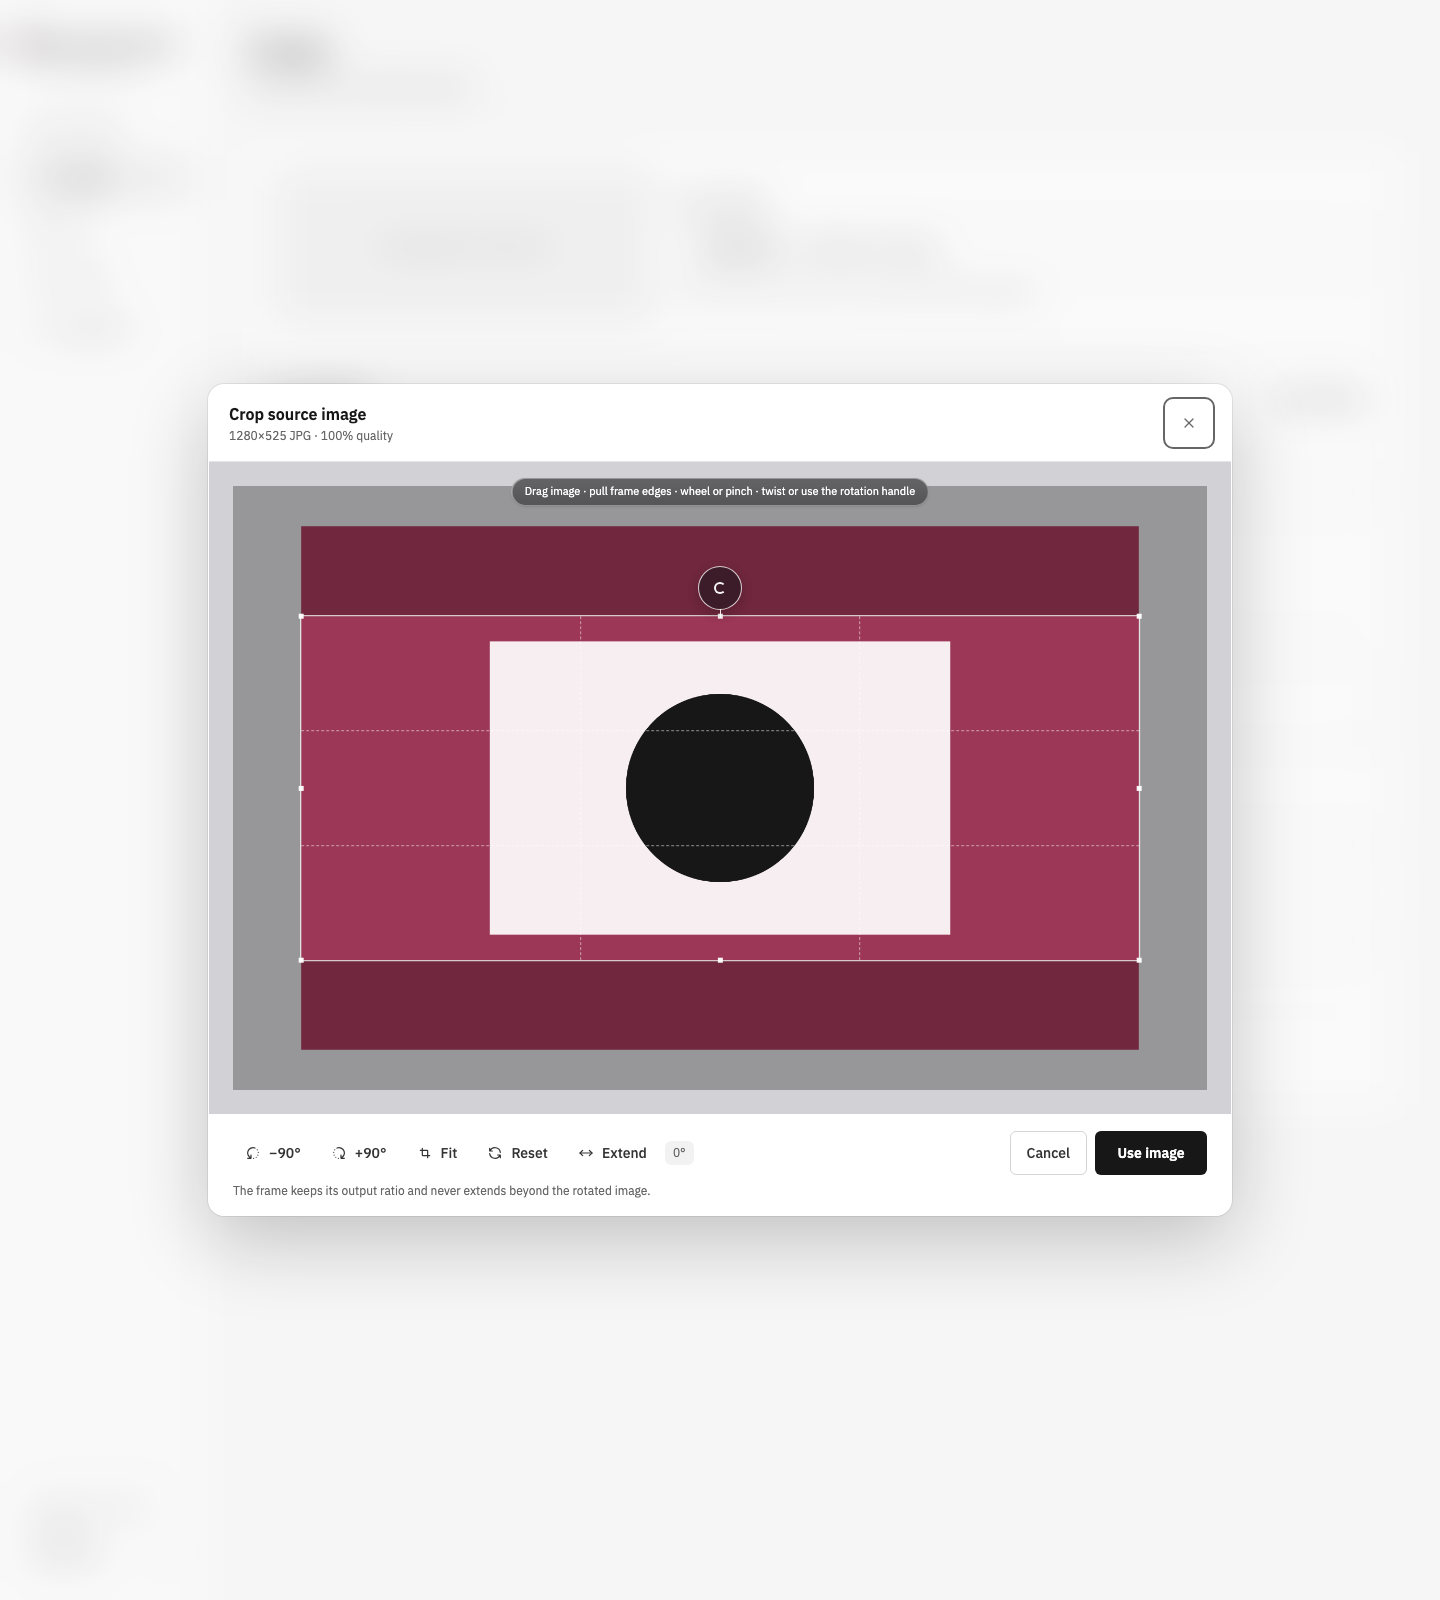 Crop source image
1280×525 JPG · 100% quality
Drag image · pull frame edges · wheel or pinch · twist or use the rotation handle
−90°
+90°
Fit
Reset
Extend
0°
Cancel
Use image
The frame keeps its output ratio and never extends beyond the rotated image.